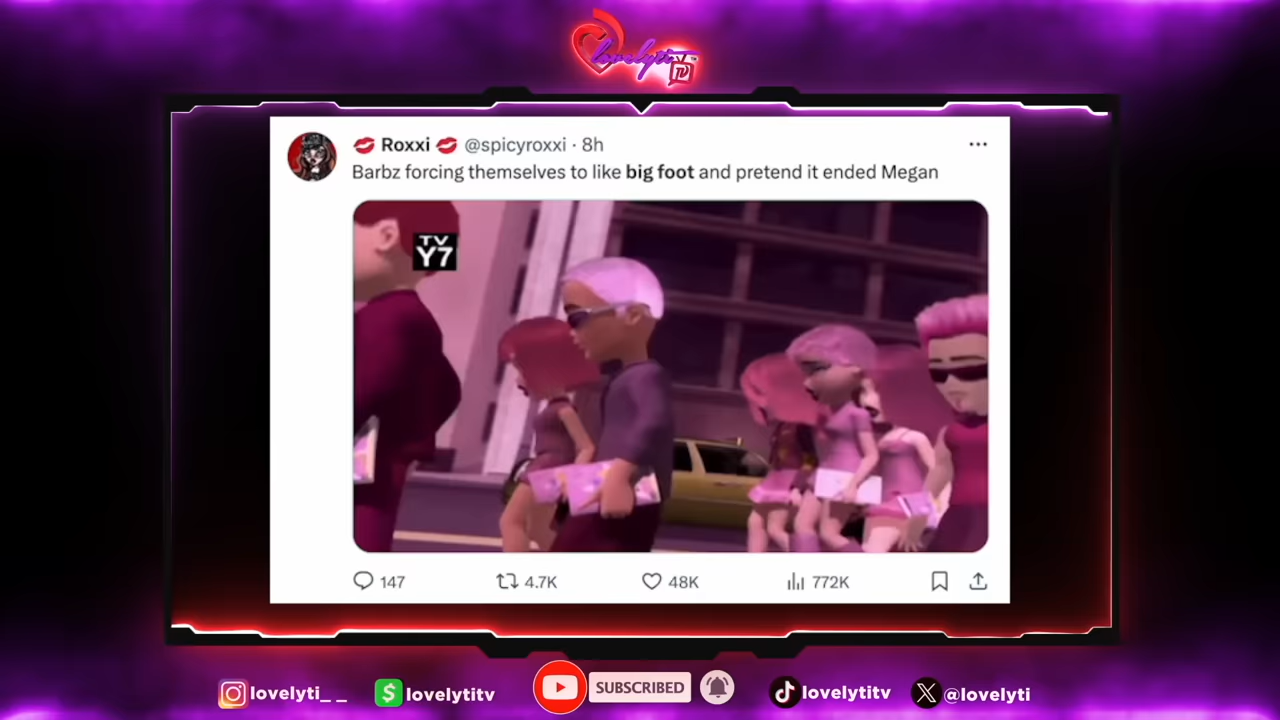 lovelytiTV
Roxxi @spicyroxxi · 8h
Barbz forcing themselves to like big foot and pretend it ended Megan
TV
Y7
147 4.7K 48K 772K
lovelyti_ _ lovelytitv SUBSCRIBED lovelytitv @lovelyti